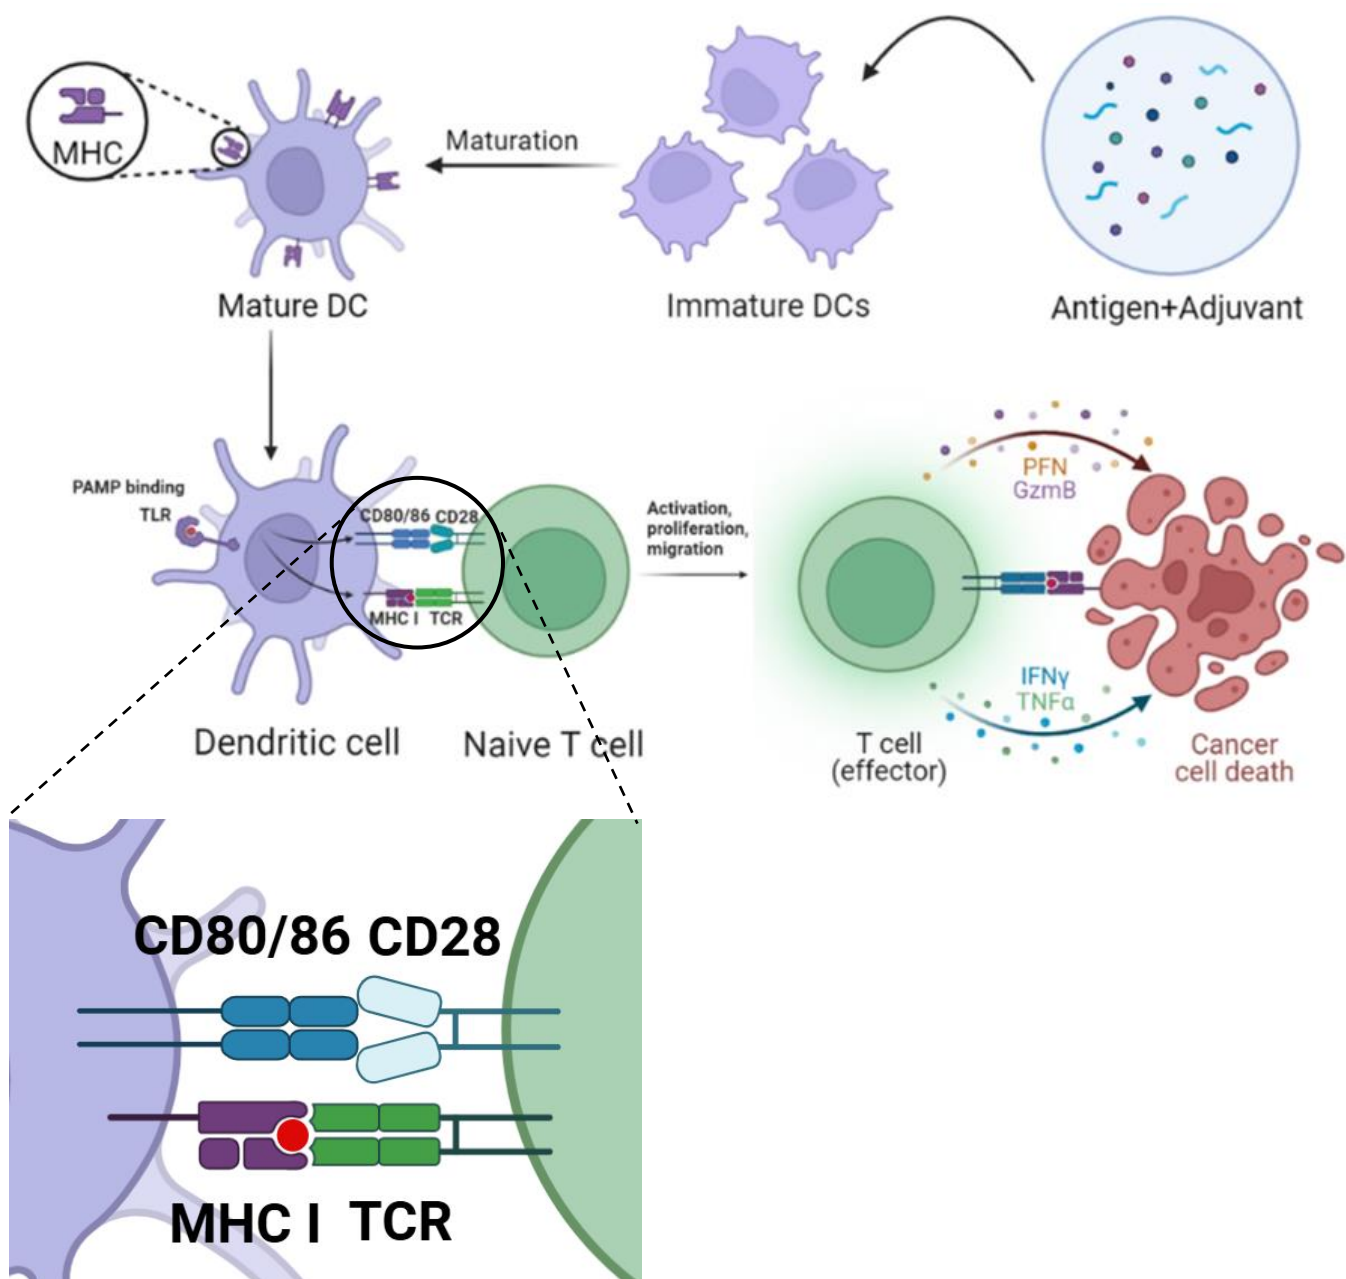 MHC
Maturation
Mature DC
Immature DCs
Antigen+Adjuvant
PAMP binding
TLR
CD80/86 CD28
MHC I TCR
Activation,
proliferation,
migration
PFN
GzmB
IFNγ
TNFα
Dendritic cell
Naive T cell
T cell
(effector)
Cancer
cell death
CD80/86 CD28
MHC I TCR